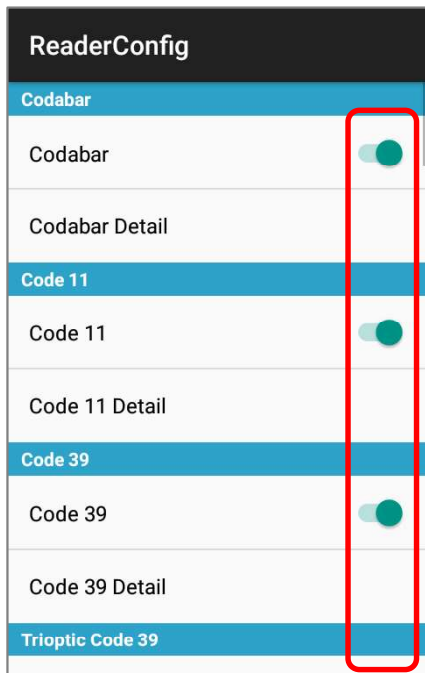 ReaderConfig
Codabar
Codabar
Codabar Detail
Code 11
Code 11
Code 11 Detail
Code 39
Code 39
Code 39 Detail
Trioptic Code 39